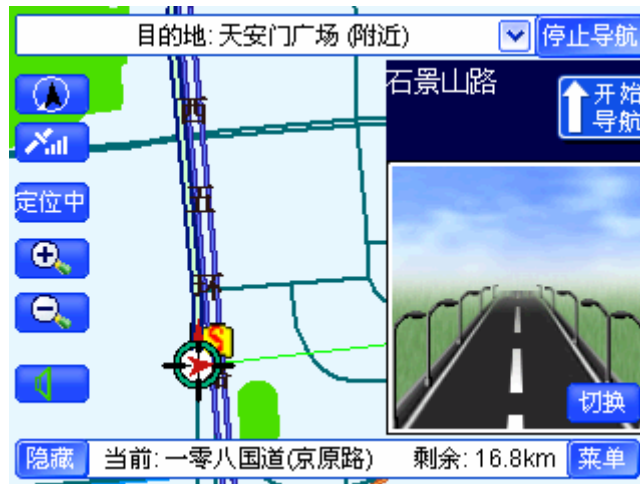 目的地: 天安门广场 (附近)
停止导航
石景山路
开始
导航
定位中
西
五
环
切换
隐藏
当前: 一零八国道(京原路)
剩余: 16.8km
菜单